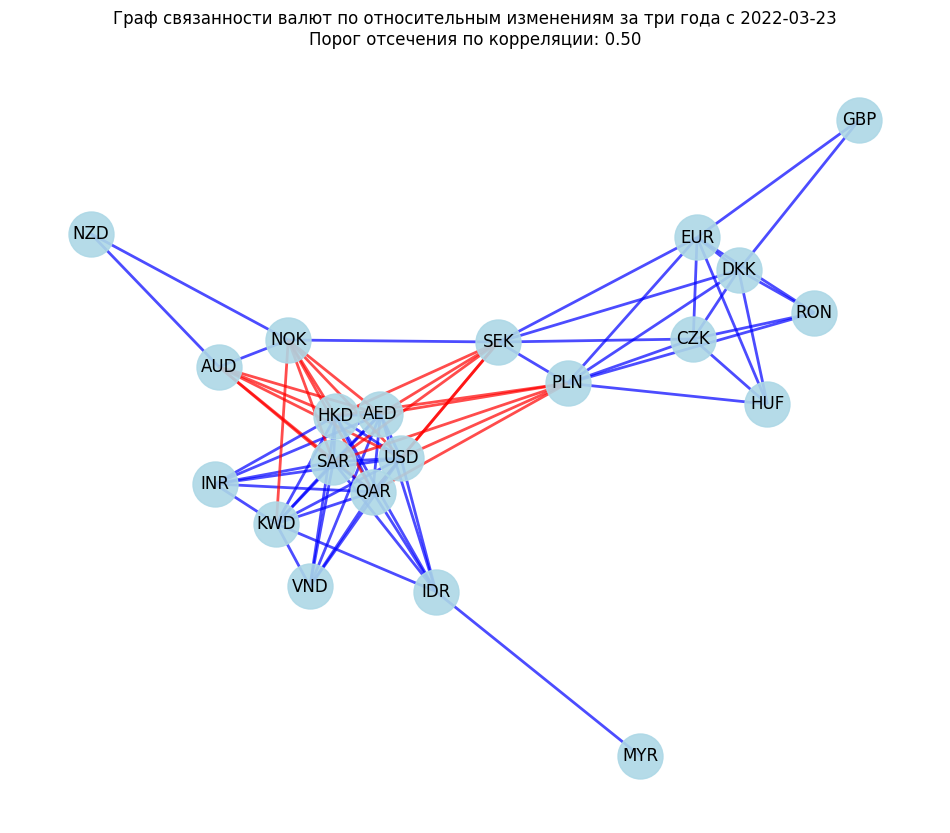 Граф связанности валют по относительным изменениям за три года с 2022-03-23
Порог отсечения по корреляции: 0.50
GBP
NZD
EUR
DKK
RON
NOK
SEK
CZK
AUD
PLN
HUF
HKD
AED
SAR
USD
INR
QAR
KWD
VND
IDR
MYR